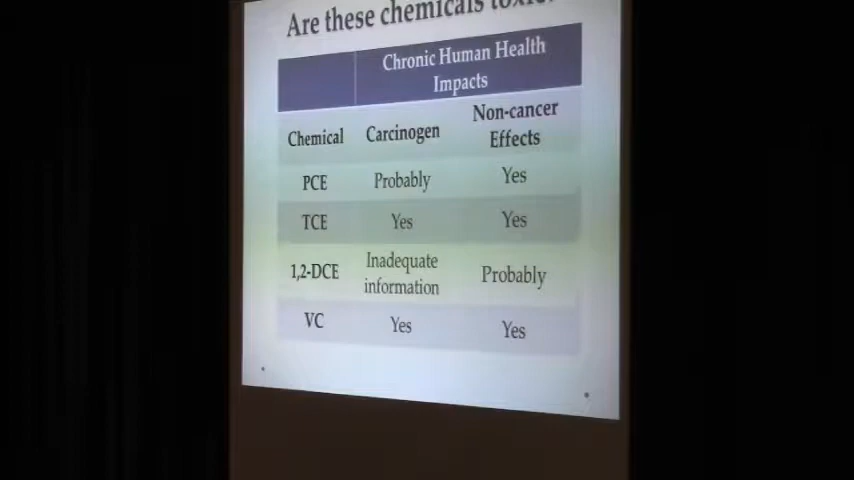 Are these chemicals toxic?
Chronic Human Health
Impacts
Chemical Carcinogen Non-cancer
Effects
PCE Probably Yes
TCE Yes Yes
1,2-DCE Inadequate
information Probably
VC Yes Yes